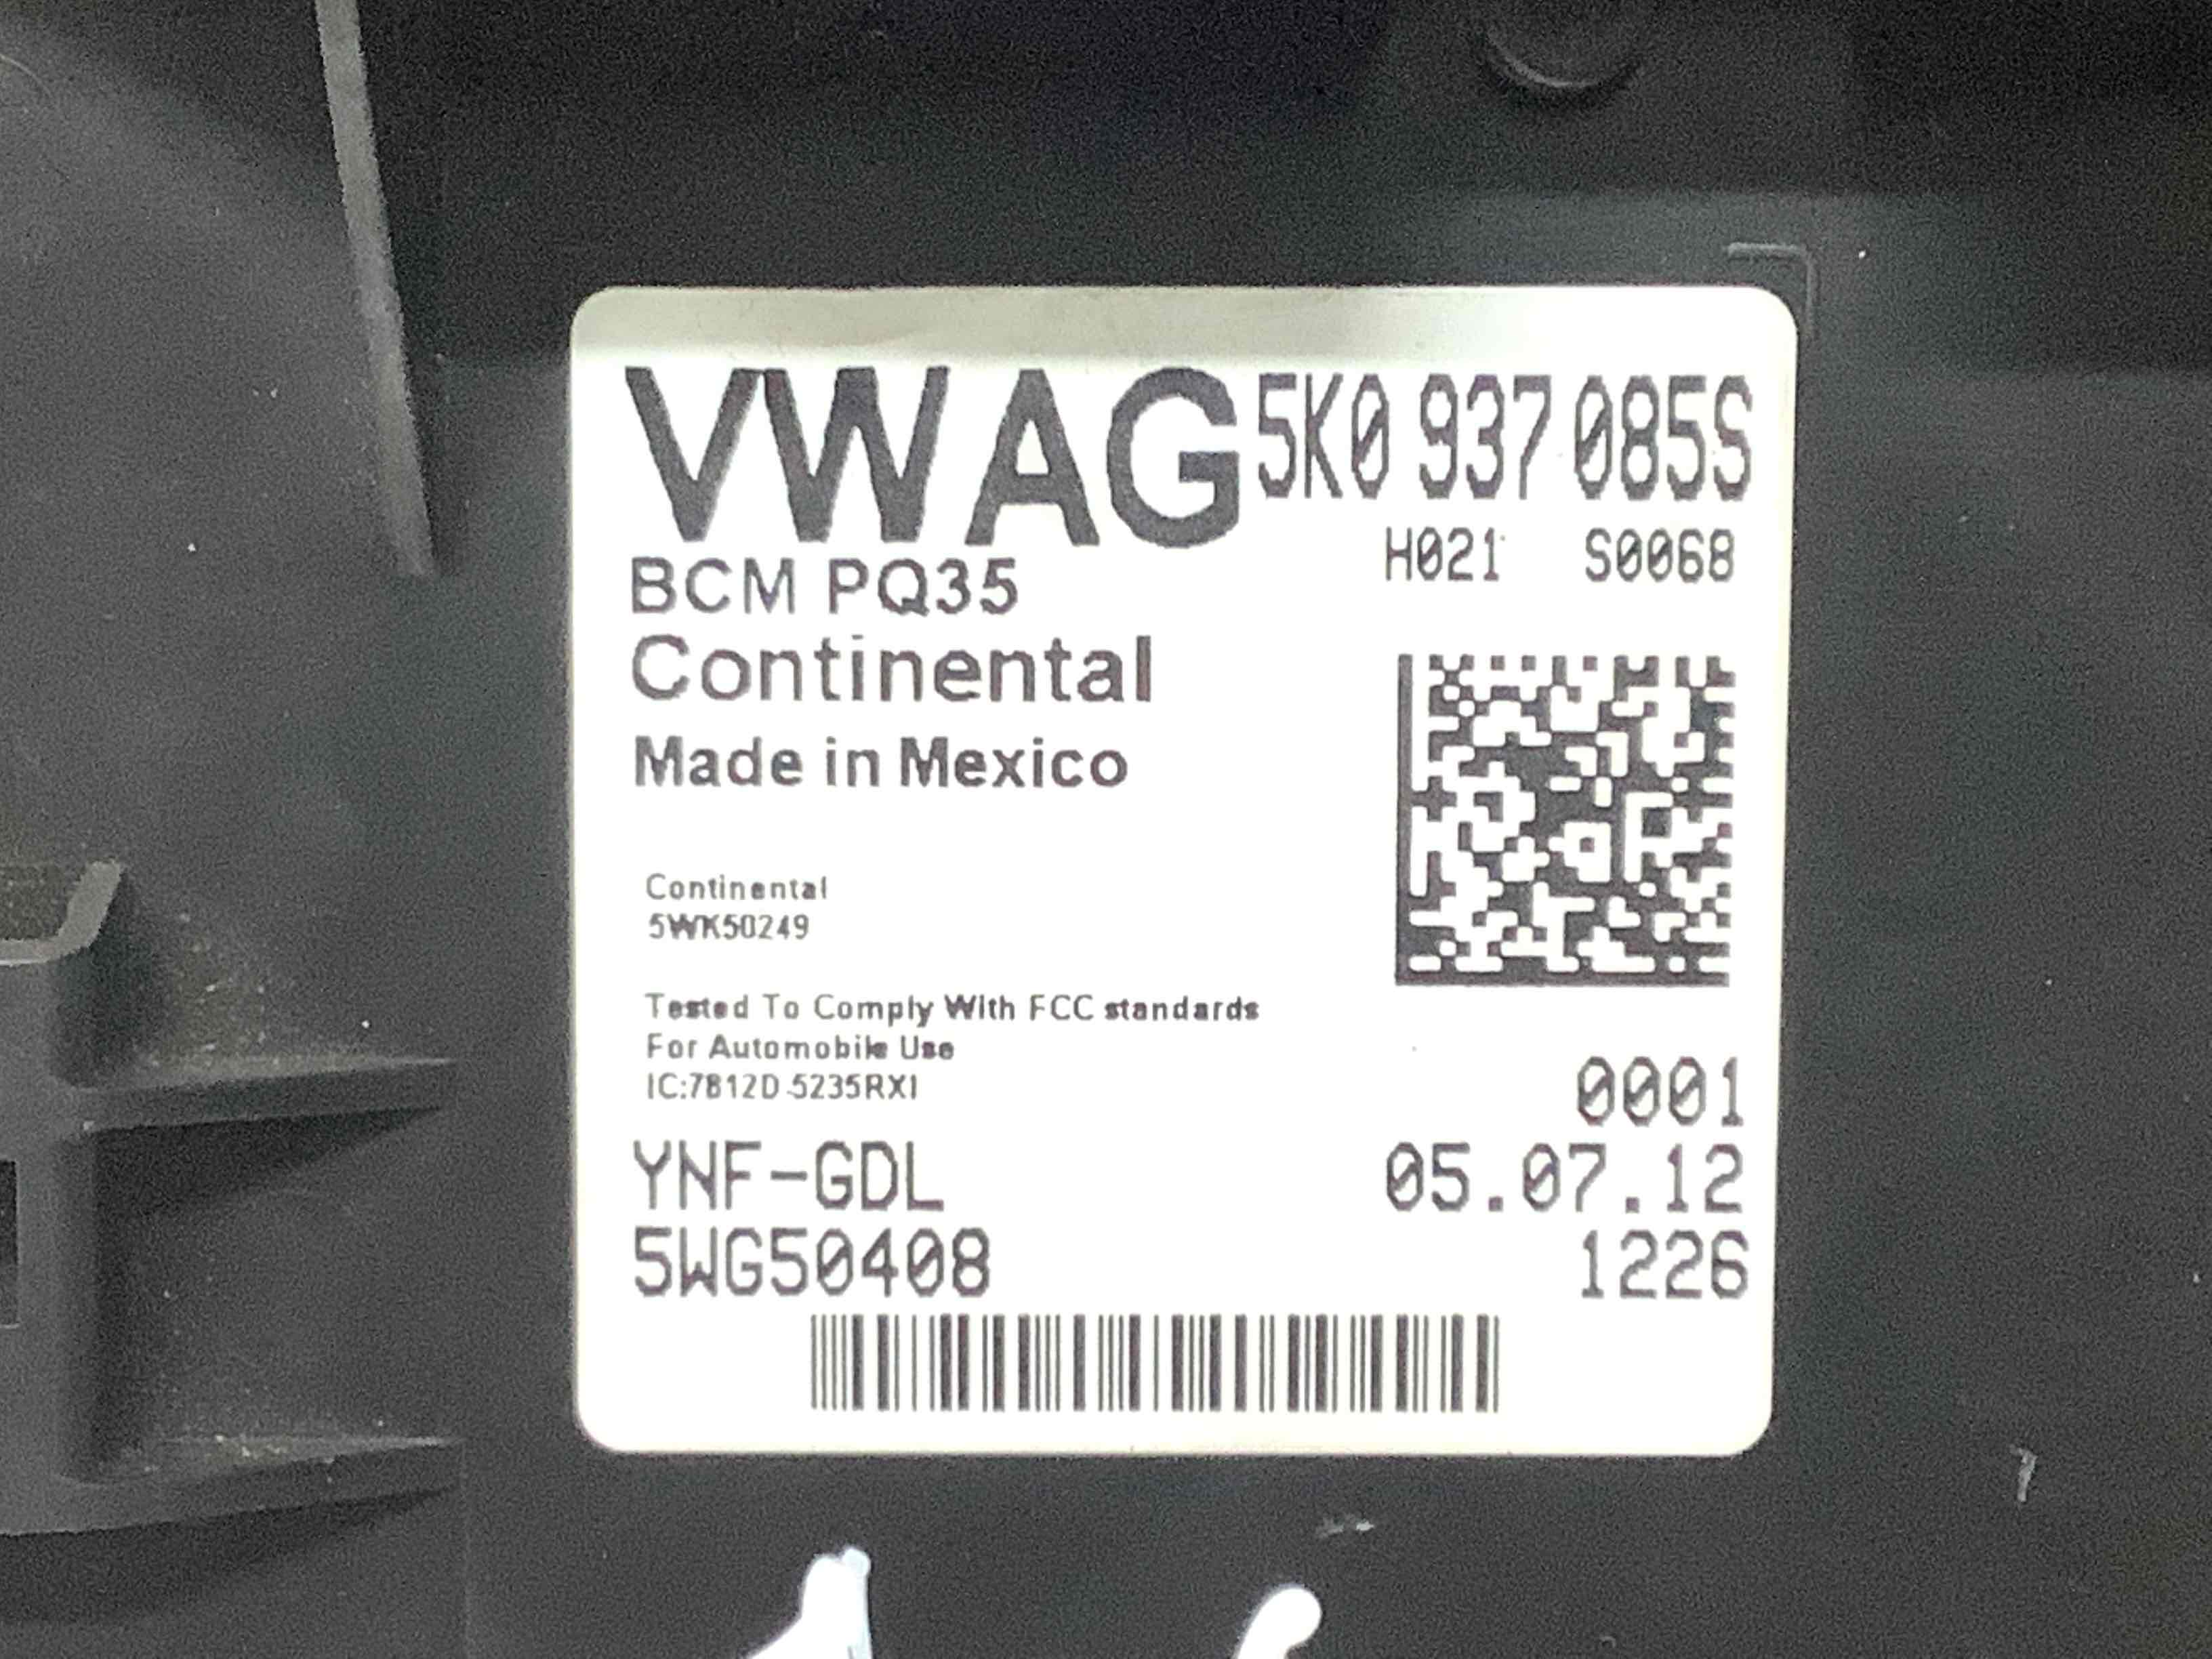 VWAG 5K0 937 085S
H021 S0068
BCM PQ35
Continental
Made in Mexico
Continental
5WK50249
Tested To Comply With FCC standards
For Automobile Use
IC:7812D-5235RXI
0001
YNF-GDL 05.07.12
5WG50408 1226